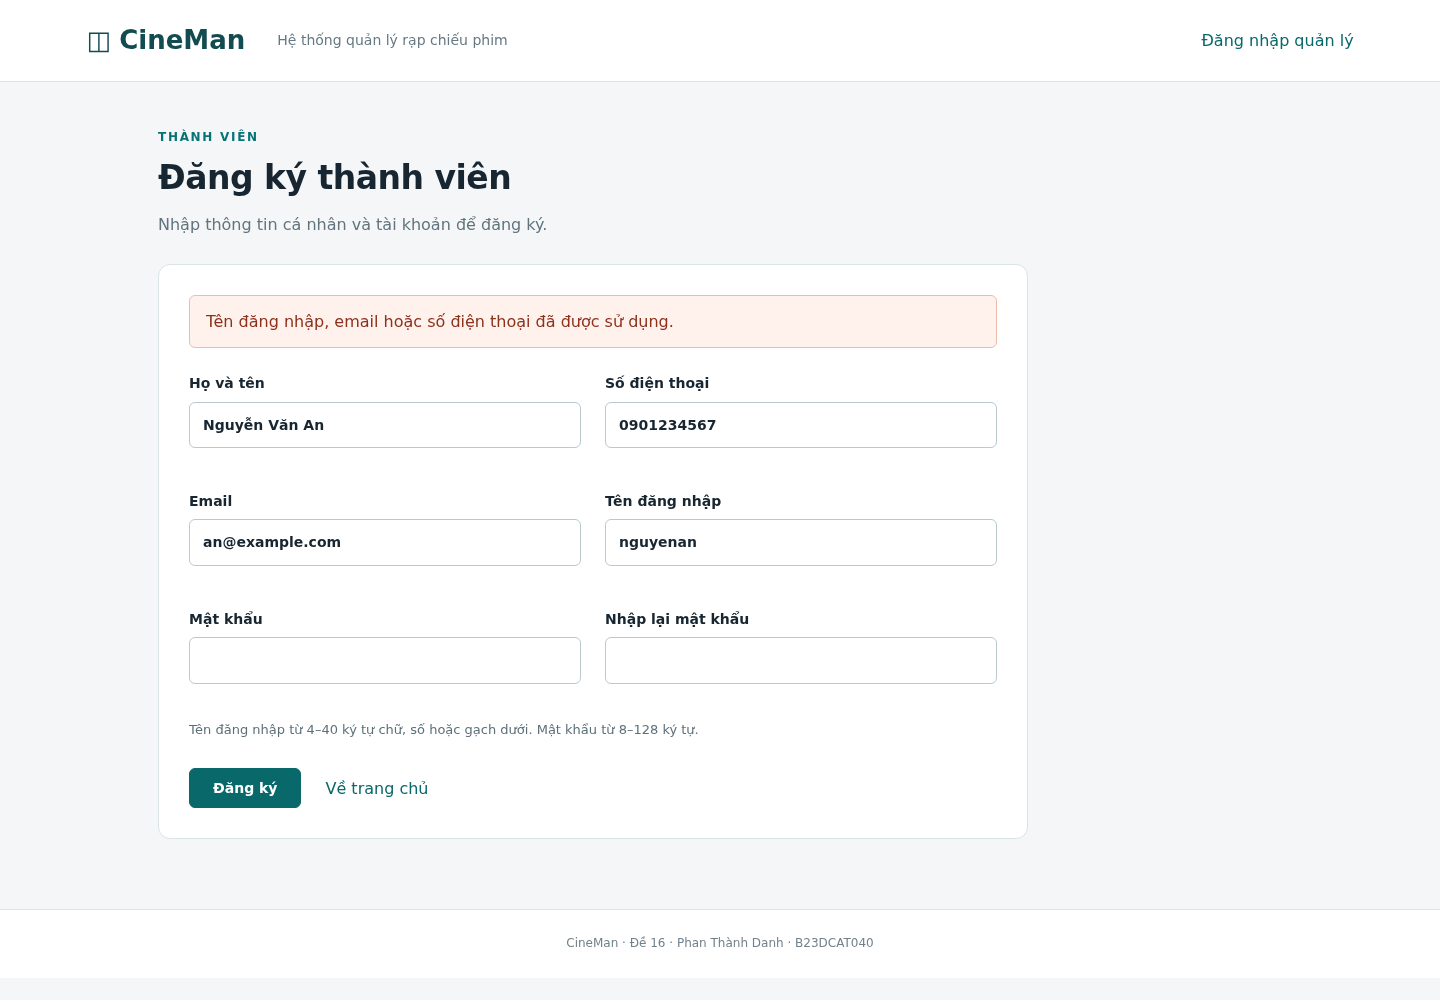 CineMan
Hệ thống quản lý rạp chiếu phim
Đăng nhập quản lý
THÀNH VIÊN
Đăng ký thành viên
Nhập thông tin cá nhân và tài khoản để đăng ký.
Tên đăng nhập, email hoặc số điện thoại đã được sử dụng.
Họ và tên
Số điện thoại
Nguyễn Văn An
0901234567
Email
Tên đăng nhập
an@example.com
nguyenan
Mật khẩu
Nhập lại mật khẩu
Tên đăng nhập từ 4–40 ký tự chữ, số hoặc gạch dưới. Mật khẩu từ 8–128 ký tự.
Đăng ký
Về trang chủ
CineMan · Đề 16 · Phan Thành Danh · B23DCAT040